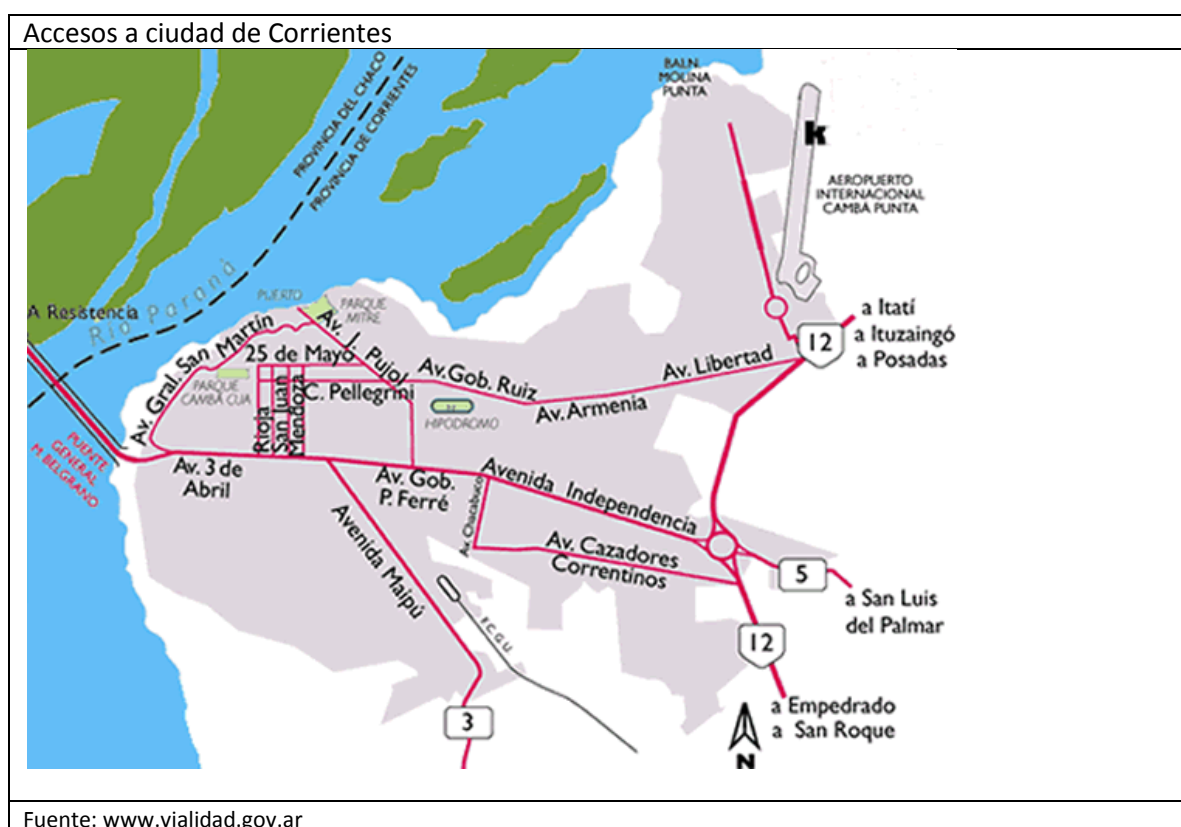 Accesos a ciudad de Corrientes
BALN.
MOLINA
PUNTA
PROVINCIA DEL CHACO
PROVINCIA DE CORRIENTES
k
AEROPUERTO
INTERNACIONAL
CAMBÁ PUNTA
Río Paraná
A Resistencia
PUERTO
PARQUE
MITRE
a Itatí
a Ituzaingó
a Posadas
12
Av. Gral. San Martín
Av. J. Pujol
25 de Mayo
PARQUE
CAMBÁ CUÁ
Rioja
San Juan
Mendoza
C. Pellegrini
Av. Gob. Ruiz
Av. Libertad
Av. Armenia
HIPODROMO
PUENTE
GENERAL
M. BELGRANO
Av. 3 de
Abril
Av. Gob.
P. Ferré
Avenida Independencia
Av. Chacabuco
Av. Cazadores
Correntinos
Avenida Maipú
5
a San Luis
del Palmar
F.C.G.U
12
3
a Empedrado
a San Roque
N
Fuente: www.vialidad.gov.ar